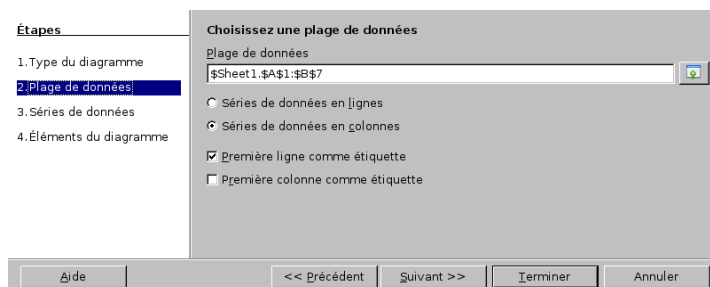 Étapes
1.Type du diagramme
2.Plage de données
3.Séries de données
4.Éléments du diagramme
Choisissez une plage de données
Plage de données
$Sheet1.$A$1:$B$7
Séries de données en lignes
Séries de données en colonnes
Première ligne comme étiquette
Première colonne comme étiquette
Aide
<< Précédent
Suivant >>
Terminer
Annuler